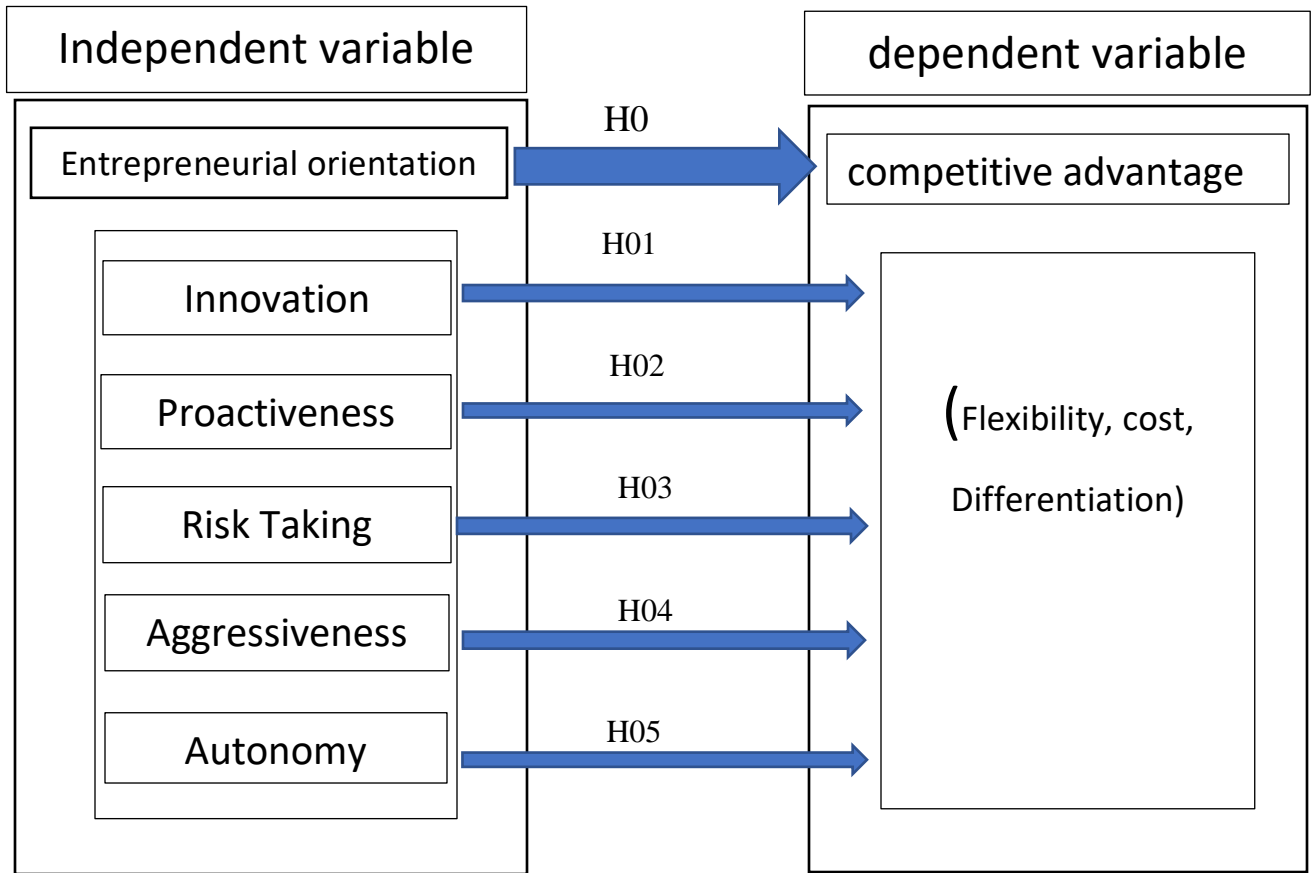 Independent variable
dependent variable
H0
Entrepreneurial orientation
competitive advantage
H01
Innovation
H02
Proactiveness
(Flexibility, cost,
Differentiation)
H03
Risk Taking
H04
Aggressiveness
H05
Autonomy